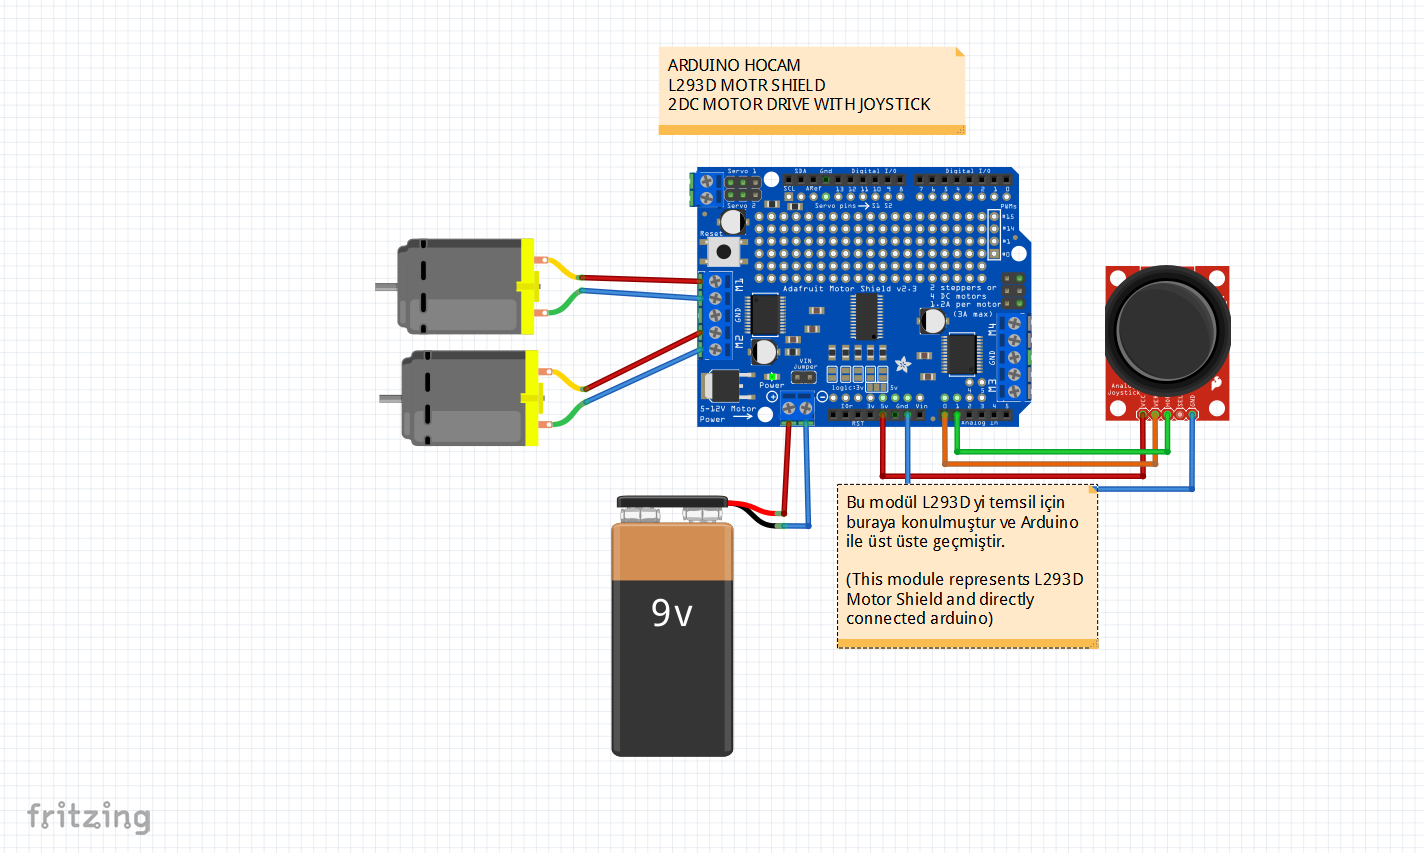 ARDUINO HOCAM
L293D MOTR SHIELD
2DC MOTOR DRIVE WITH JOYSTICK
Servo 1
SDA
Gnd
Digital I/O
Digital I/O
SCL
ARef
13 12 11 10 9 8
7 6 5 4 3 2 1 0
Servo 2
Servo pins
S1 S2
PWMs
#15
#14
#1
#0
Reset
M1
GND
M2
Adafruit Motor Shield v2.3
2 steppers or
4 DC motors
1.2A per motor
(3A max)
M4
GND
M3
VIN
Jumper
Power
logic:3v
5v
5-12V Motor
Power
IOr
3v
5v
Gnd
Vin
0 1 2 3 4 5
4 5
RST
Analog in
Joystick
VCC
GND
9v
Bu modül L293D yi temsil için
buraya konulmuştur ve Arduino
ile üst üste geçmiştir.
(This module represents L293D
Motor Shield and directly
connected arduino)
fritzing